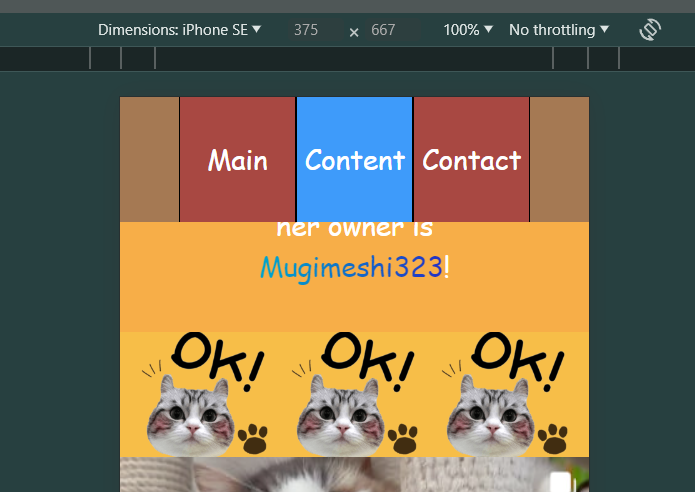 Dimensions: iPhone SE 375 × 667 100% No throttling
Main Content Contact
her owner is
Mugimeshi323!
OK! OK! OK!